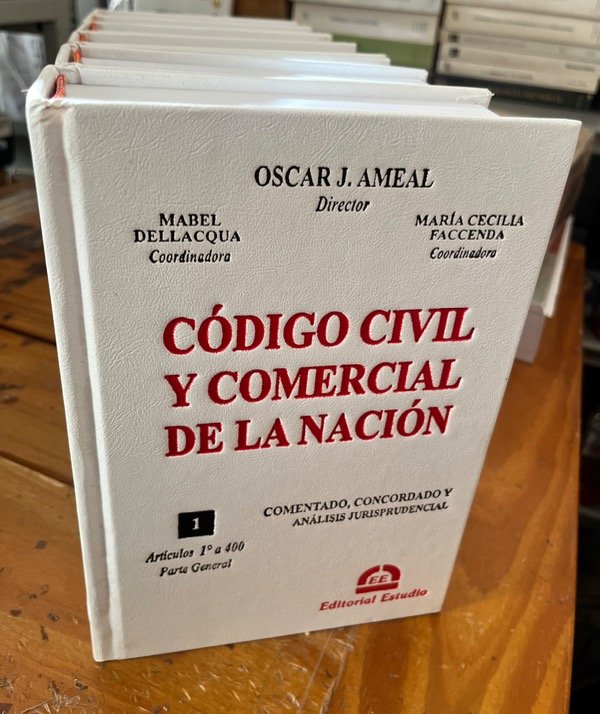 OSCAR J. AMEAL
Director
MABEL
DELLACQUA
Coordinadora
MARÍA CECILIA
FACCENDA
Coordinadora
CÓDIGO CIVIL
Y COMERCIAL
DE LA NACIÓN
COMENTADO, CONCORDADO Y
ANÁLISIS JURISPRUDENCIAL
1
Artículos 1º a 400
Parte General
EE
Editorial Estudio